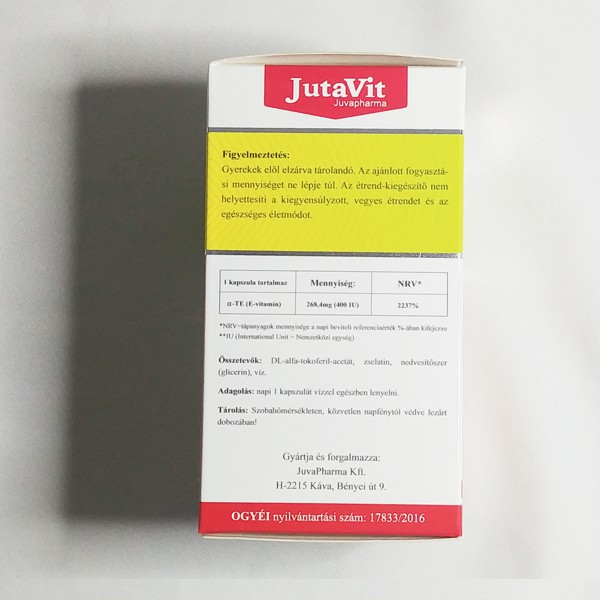 JutaVit
Juvapharma
Figyelmeztetés:
Gyerekek elől elzárva tárolandó. Az ajánlott fogyasztá-
si mennyiséget ne lépje túl. Az étrend-kiegészítő nem
helyettesíti a kiegyensúlyzott, vegyes étrendet és az
egészséges életmódot.
1 kapszula tartalmaz Mennyiség: NRV*
α-TE (E-vitamin) 268,4mg (400 IU) 2237%
*NRV=tápanyagok mennyisége a napi beviteli referenciaérték %-ában kifejezve
**IU (International Unit = Nemzetközi egység)
Összetevők: DL-alfa-tokoferil-acetát, zselatin, nedvesítőszer
(glicerin), víz.
Adagolás: napi 1 kapszulát vízzel egészben lenyelni.
Tárolás: Szobahőmérsékleten, közvetlen napfénytől védve lezárt
dobozában!
Gyártja és forgalmazza:
JuvaPharma Kft.
H-2215 Káva, Bényei út 9.
OGYÉI nyilvántartási szám: 17833/2016